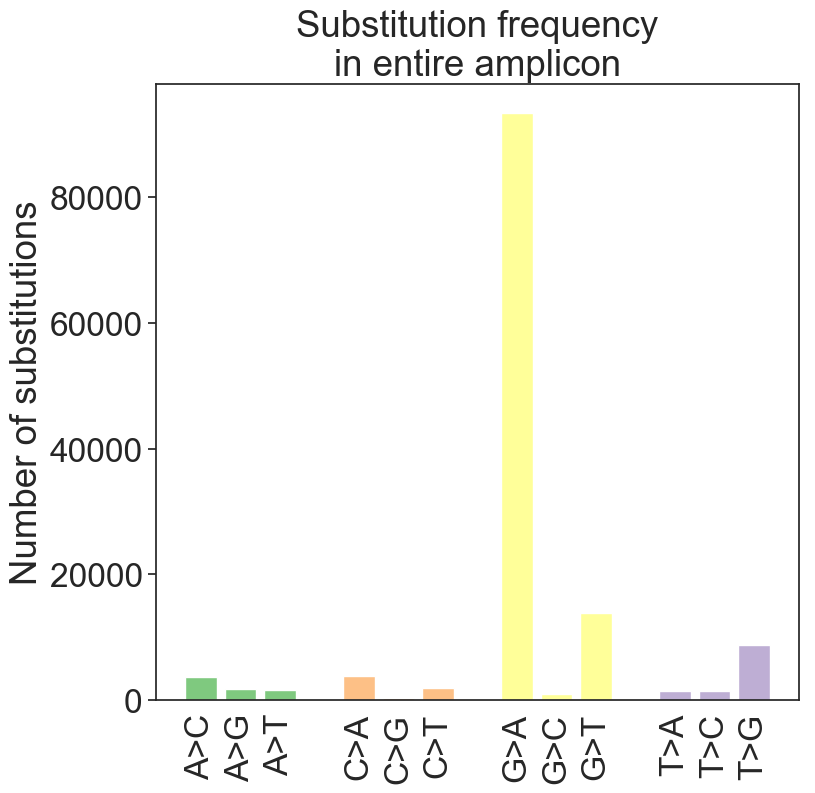 Substitution frequency
in entire amplicon
Number of substitutions
80000
60000
40000
20000
0
A>C
A>G
A>T
C>A
C>G
C>T
G>A
G>C
G>T
T>A
T>C
T>G